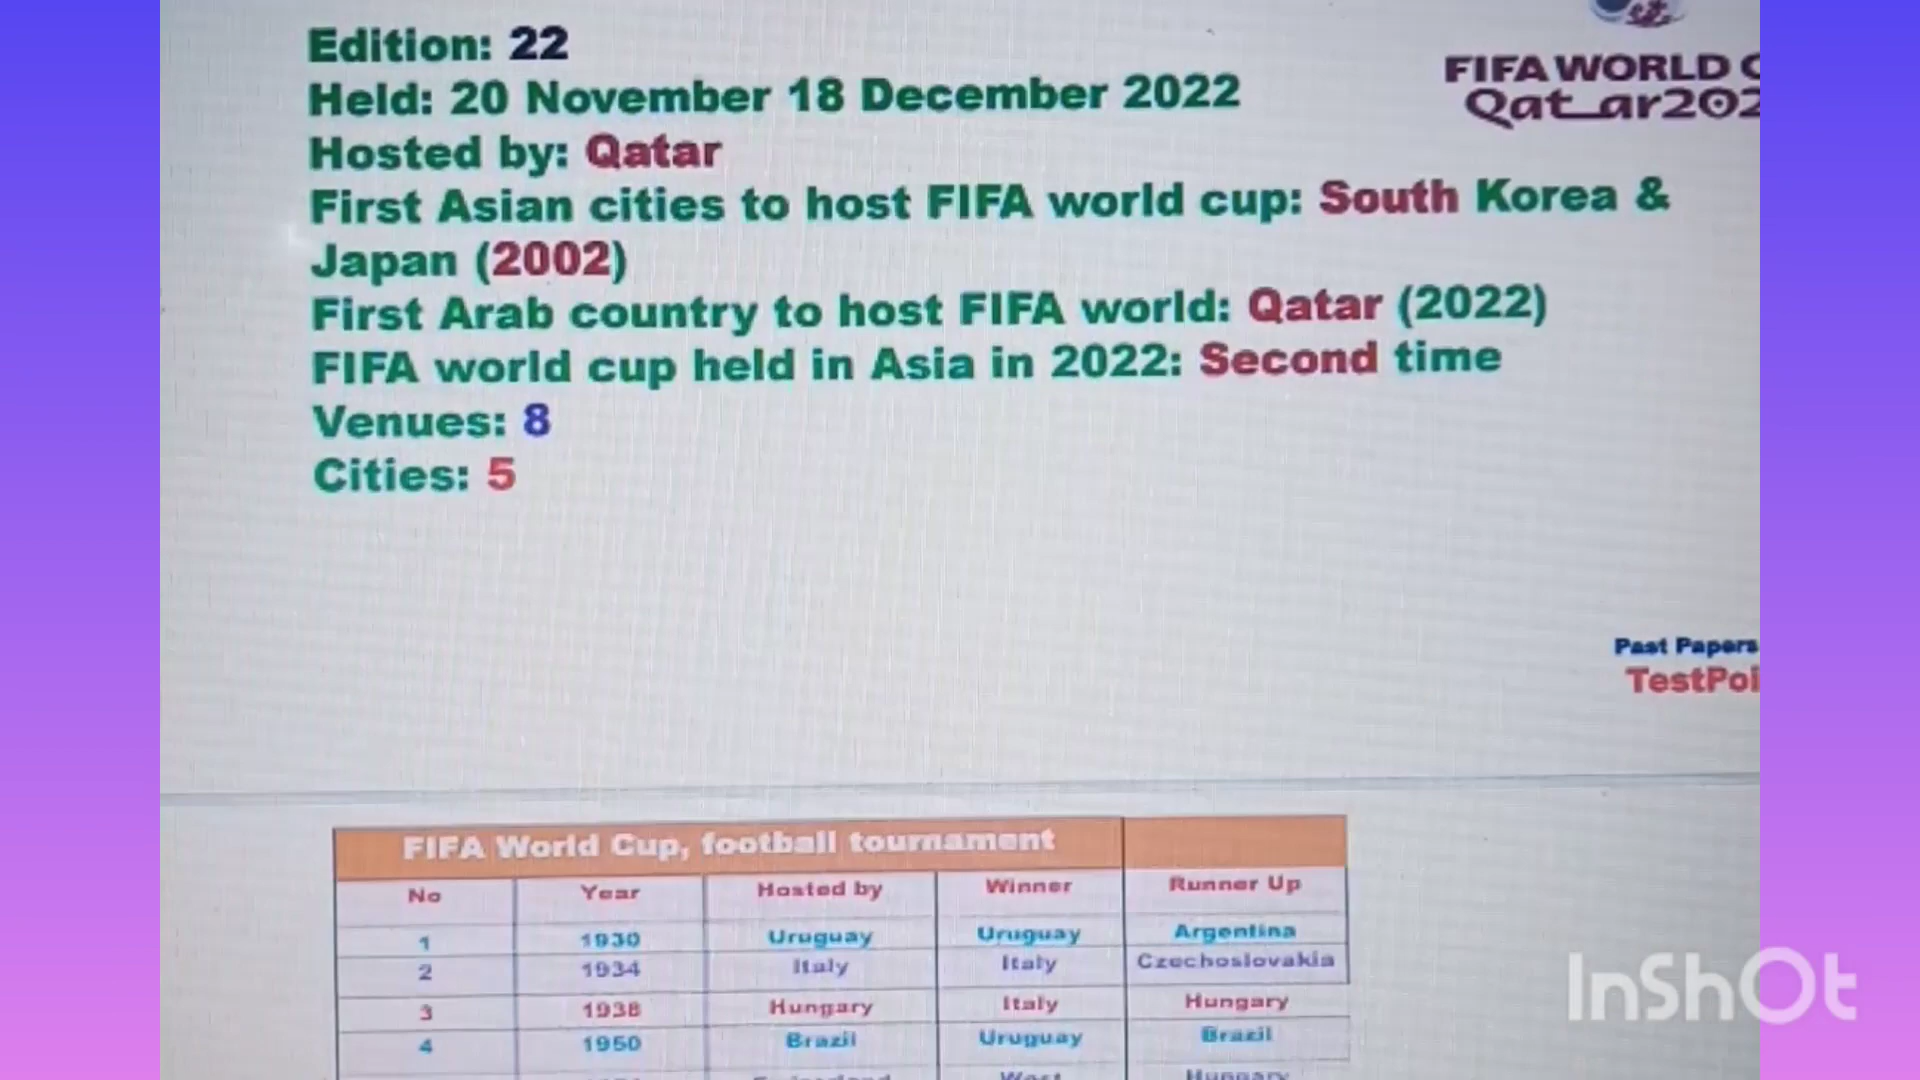 Edition: 22
Held: 20 November 18 December 2022
Hosted by: Qatar
First Asian cities to host FIFA world cup: South Korea &
Japan (2002)
First Arab country to host FIFA world: Qatar (2022)
FIFA world cup held in Asia in 2022: Second time
Venues: 8
Cities: 5
FIFA WORLD C
Qatar202
Past Papers
TestPoi
FIFA World Cup, football tournament
No Year Hosted by Winner Runner Up
1 1930 Uruguay Uruguay Argentina
2 1934 Italy Italy Czechoslovakia
3 1938 Hungary Italy Hungary
4 1950 Brazil Uruguay Brazil
West Hungary
InShOt